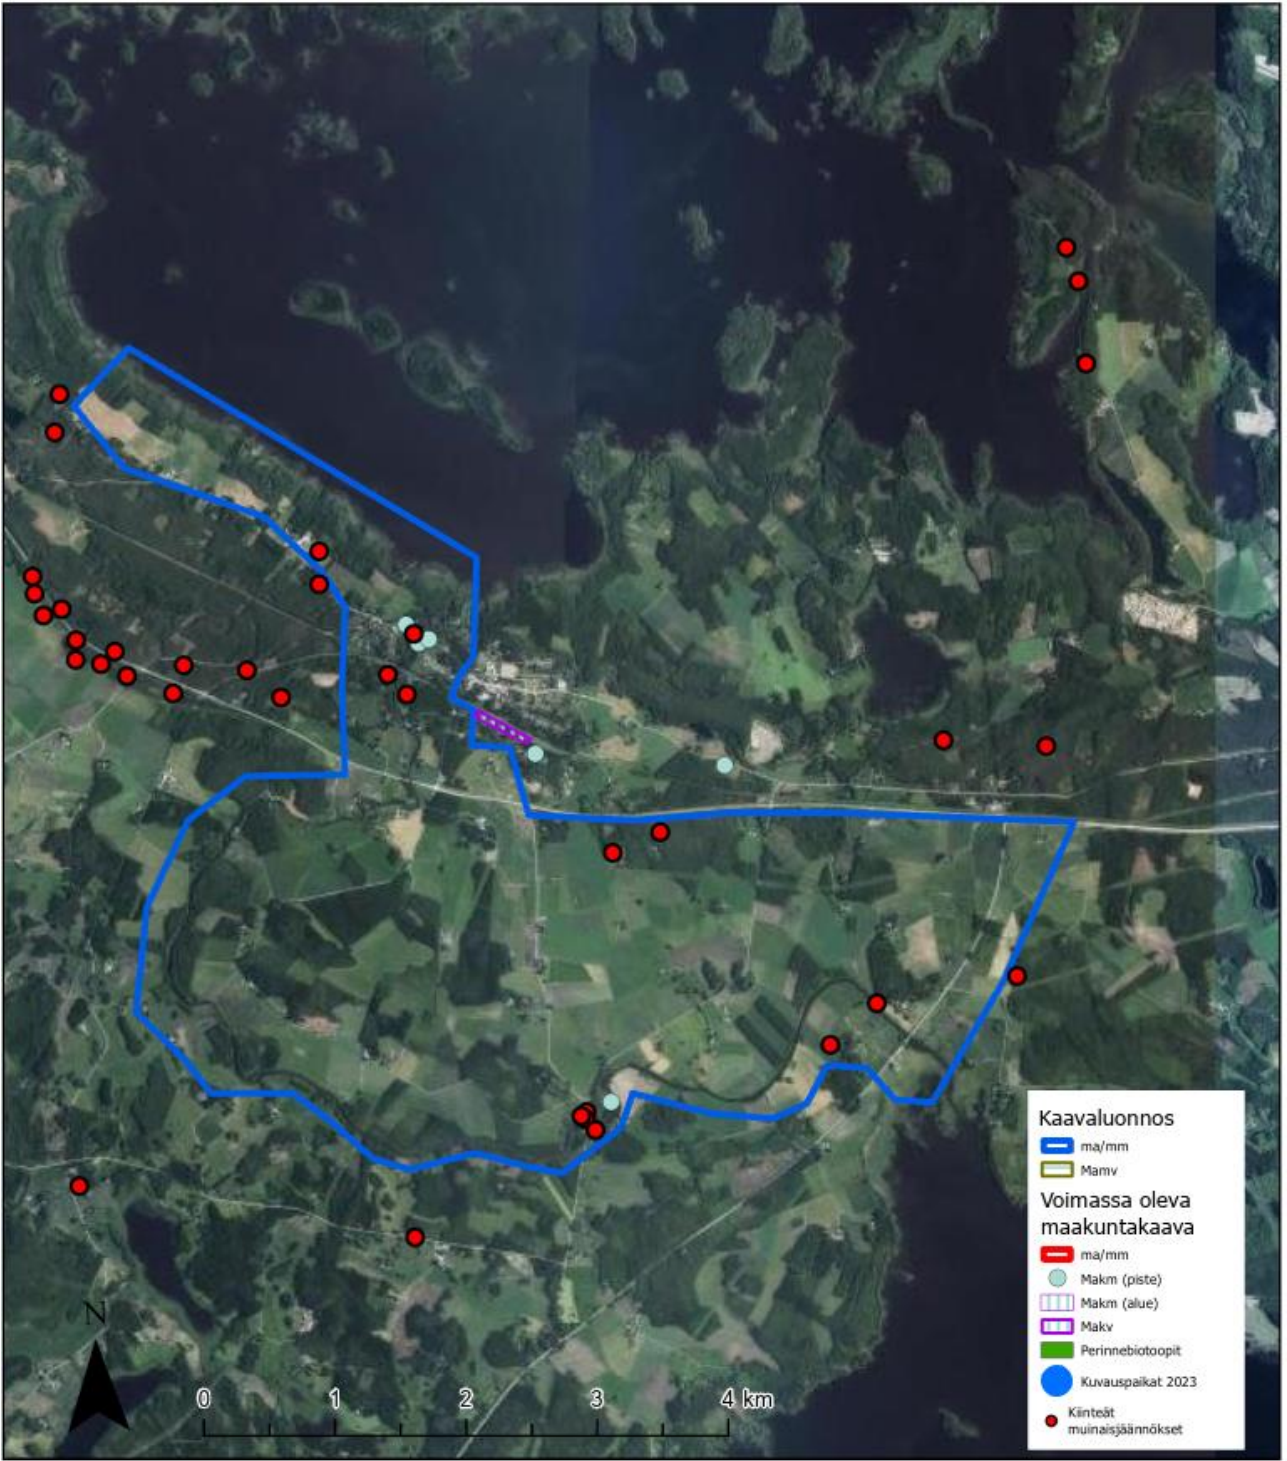 N
0 1 2 3 4 km
Kaavaluonnos
ma/mm
Mamv
Voimassa oleva
maakuntakaava
ma/mm
Makm (piste)
Makm (alue)
Makv
Perinnebiotoopit
Kuvauspaikat 2023
Kiinteät
muinaisjäännökset